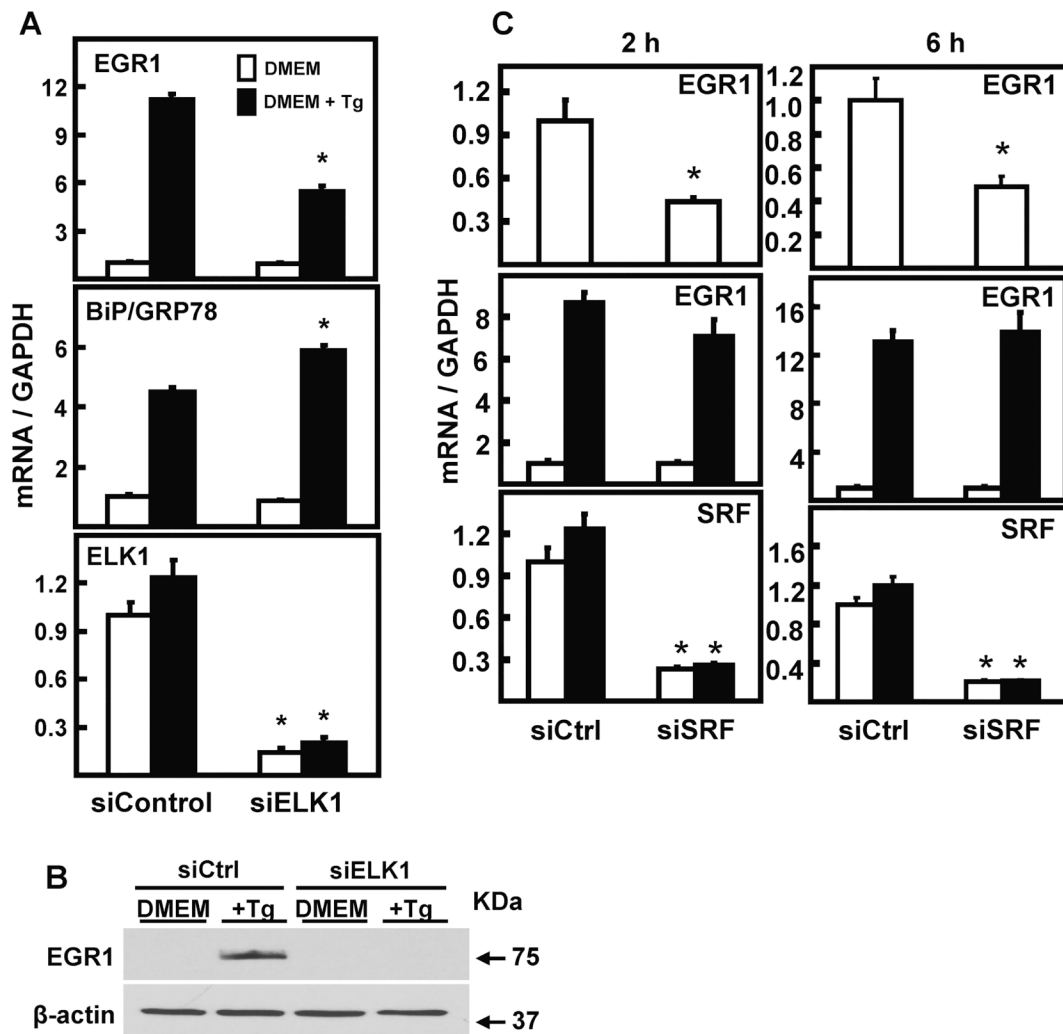 A
EGR1
DMEM
DMEM + Tg
12
9
6
3
*
BiP/GRP78
6
4
2
*
mRNA / GAPDH
ELK1
1.2
0.9
0.6
0.3
* *
siControl siELK1
C
2 h 6 h
EGR1
1.2
0.9
0.6
0.3
*
EGR1
1.2
1.0
0.8
0.6
0.4
0.2
*
EGR1
8
6
4
2
EGR1
16
12
8
4
mRNA / GAPDH
SRF
1.2
0.9
0.6
0.3
* *
SRF
1.6
1.2
0.8
0.4
* *
siCtrl siSRF siCtrl siSRF
B
siCtrl siELK1
DMEM +Tg DMEM +Tg KDa
EGR1 75
β-actin 37